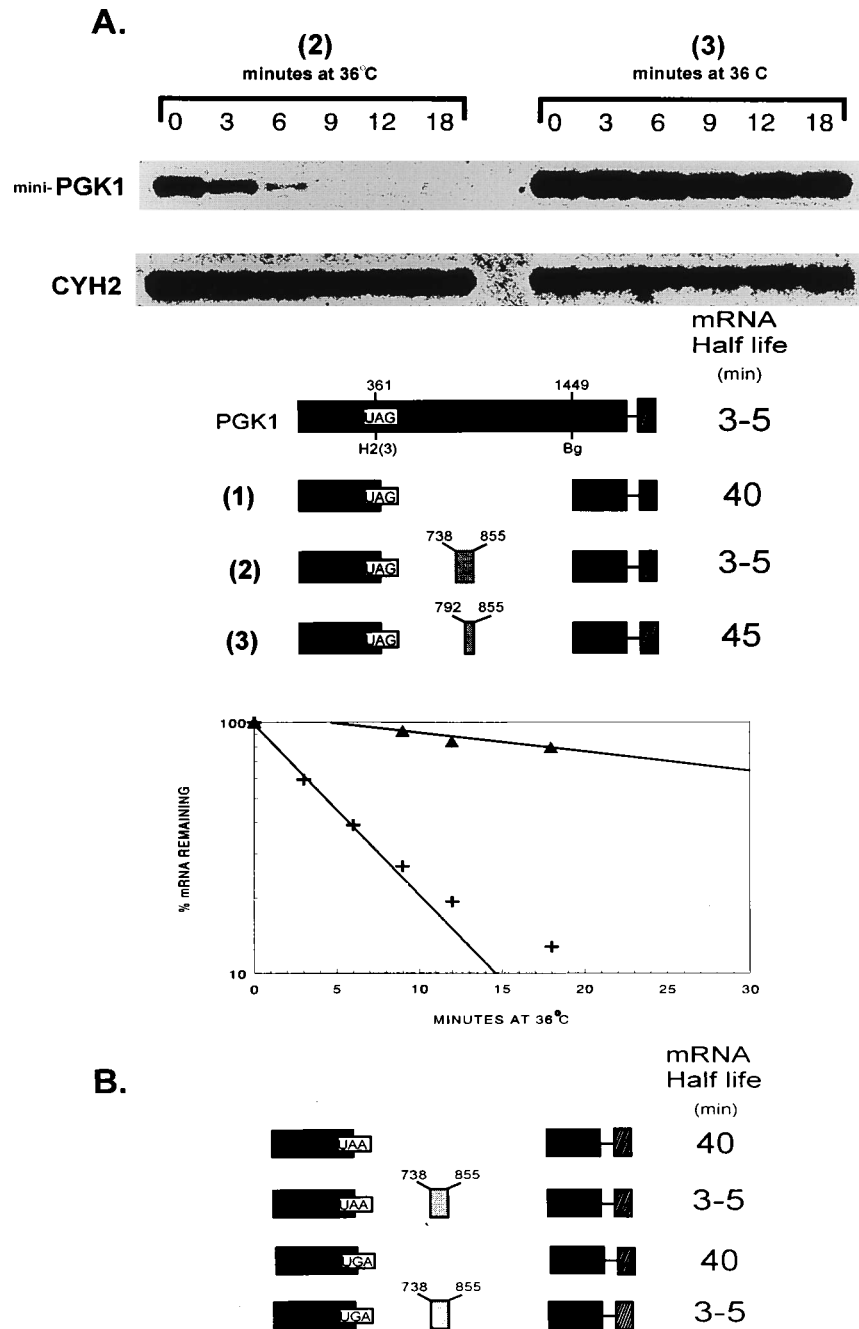 A.
(2)
(3)
minutes at 36°C
minutes at 36 C
0 3 6 9 12 18
0 3 6 9 12 18
mini-PGK1
CYH2
mRNA
Half life
(min)
361
1449
PGK1
UAG
3-5
H2(3)
Bg
(1)
UAG
40
738 855
(2)
UAG
3-5
792 855
(3)
UAG
45
100
% mRNA REMAINING
10
0 5 10 15 20 25 30
MINUTES AT 36°C
B.
mRNA
Half life
(min)
UAA
40
738 855
UAA
3-5
UGA
40
738 855
UGA
3-5